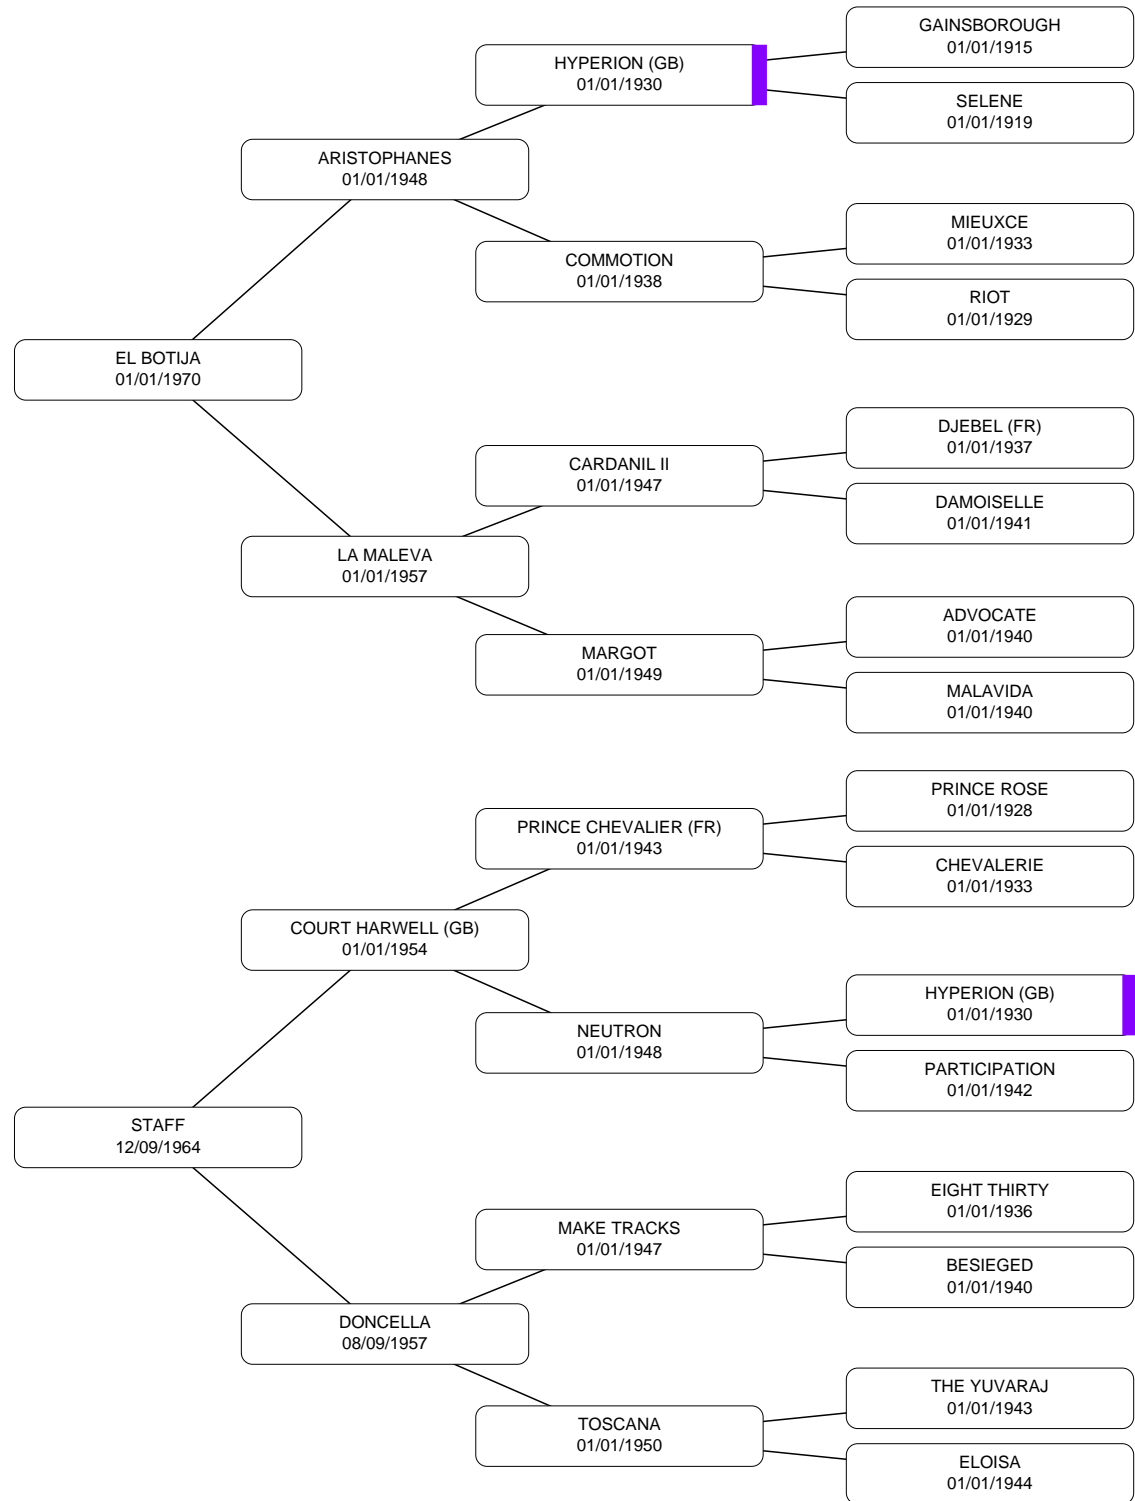 GAINSBOROUGH
01/01/1915
HYPERION (GB)
01/01/1930
SELENE
01/01/1919
ARISTOPHANES
01/01/1948
MIEUXCE
01/01/1933
COMMOTION
01/01/1938
RIOT
01/01/1929
EL BOTIJA
01/01/1970
DJEBEL (FR)
01/01/1937
CARDANIL II
01/01/1947
DAMOISELLE
01/01/1941
LA MALEVA
01/01/1957
ADVOCATE
01/01/1940
MARGOT
01/01/1949
MALAVIDA
01/01/1940
PRINCE ROSE
01/01/1928
PRINCE CHEVALIER (FR)
01/01/1943
CHEVALERIE
01/01/1933
COURT HARWELL (GB)
01/01/1954
HYPERION (GB)
01/01/1930
NEUTRON
01/01/1948
PARTICIPATION
01/01/1942
STAFF
12/09/1964
EIGHT THIRTY
01/01/1936
MAKE TRACKS
01/01/1947
BESIEGED
01/01/1940
DONCELLA
08/09/1957
THE YUVARAJ
01/01/1943
TOSCANA
01/01/1950
ELOISA
01/01/1944